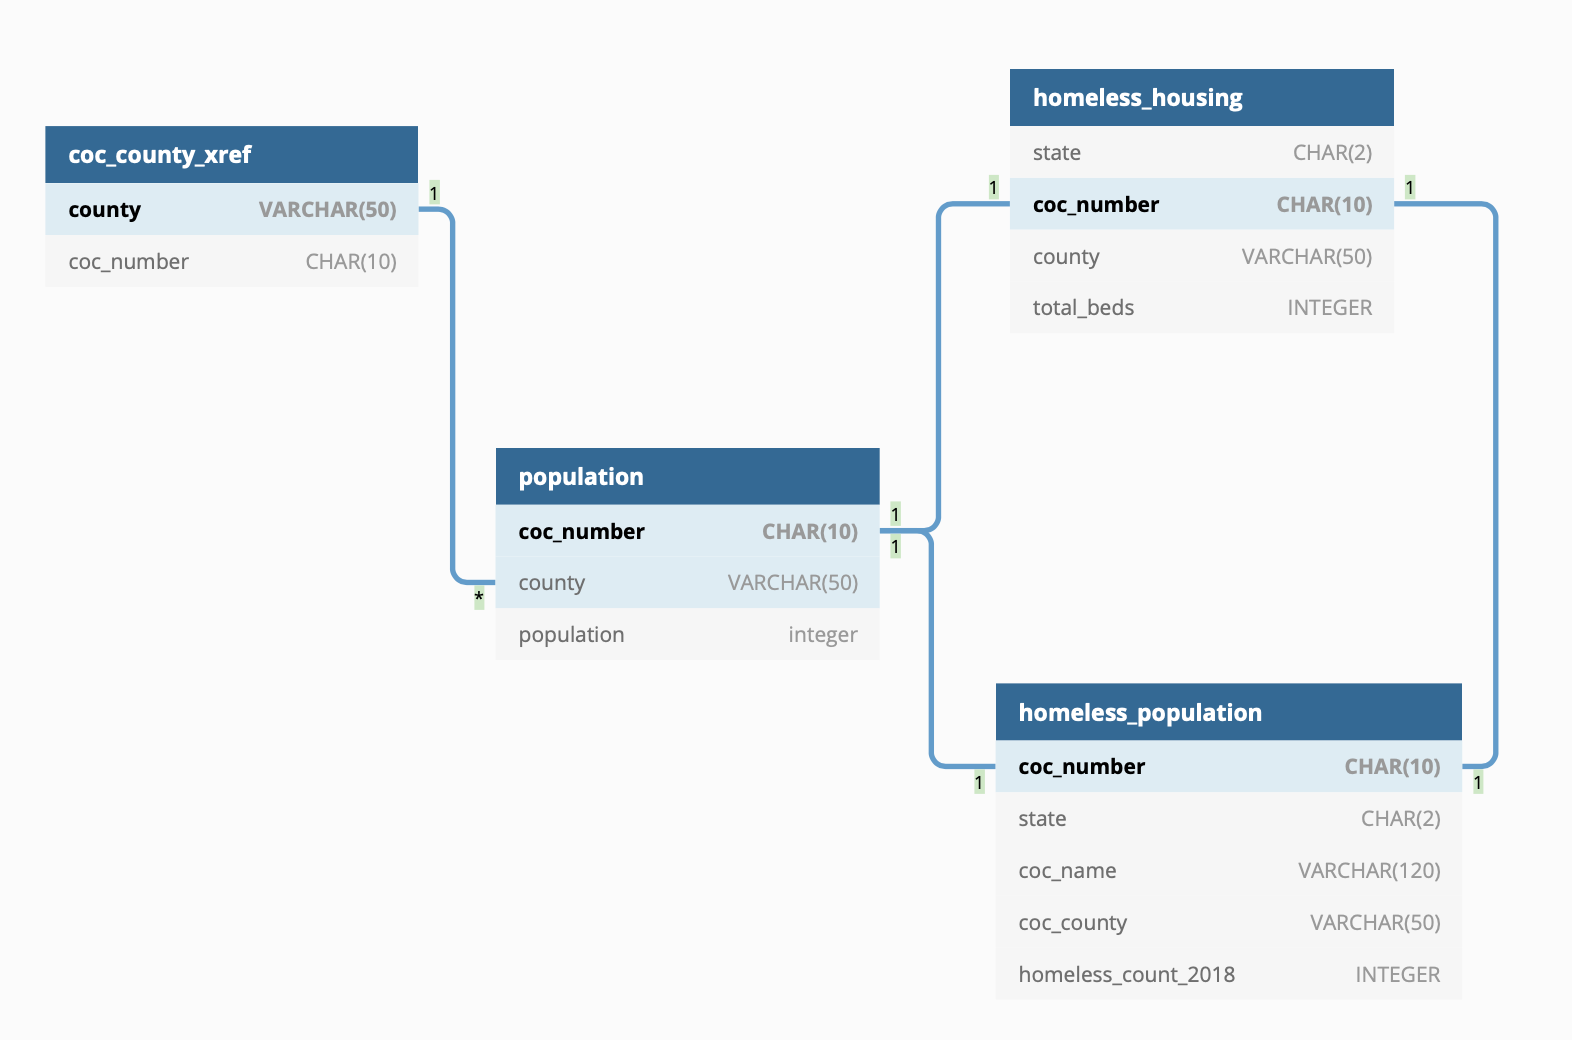 coc_county_xref
county VARCHAR(50)
coc_number CHAR(10)
1
*
population
coc_number CHAR(10)
county VARCHAR(50)
population integer
1
1
homeless_housing
state CHAR(2)
1 coc_number CHAR(10) 1
county VARCHAR(50)
total_beds INTEGER
homeless_population
coc_number CHAR(10)
1 1
state CHAR(2)
coc_name VARCHAR(120)
coc_county VARCHAR(50)
homeless_count_2018 INTEGER